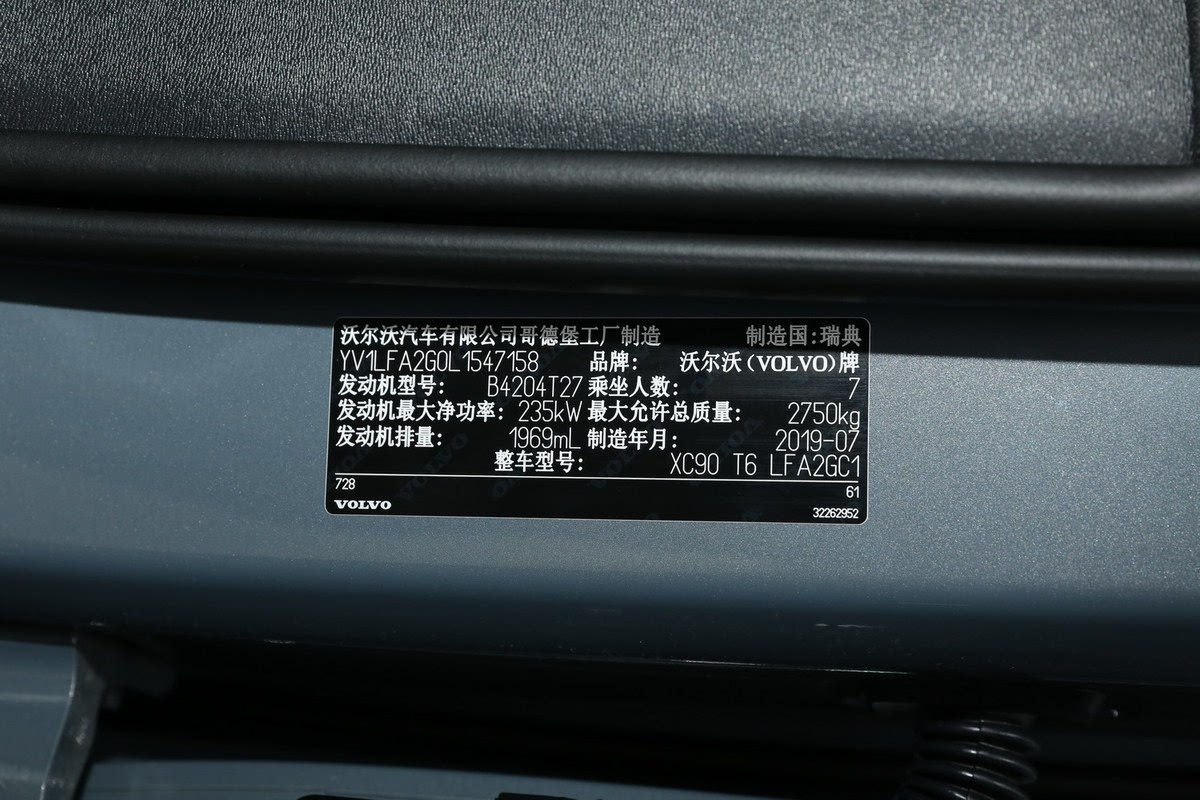 沃尔沃汽车有限公司哥德堡工厂制造 制造国:瑞典
YV1LFA2G0L1547158 品牌: 沃尔沃(VOLVO)牌
发动机型号: B4204T27 乘坐人数: 7
发动机最大净功率: 235kW 最大允许总质量: 2750kg
发动机排量: 1969mL 制造年月: 2019-07
整车型号: XC90 T6 LFA2GC1
728 61
VOLVO 32262952